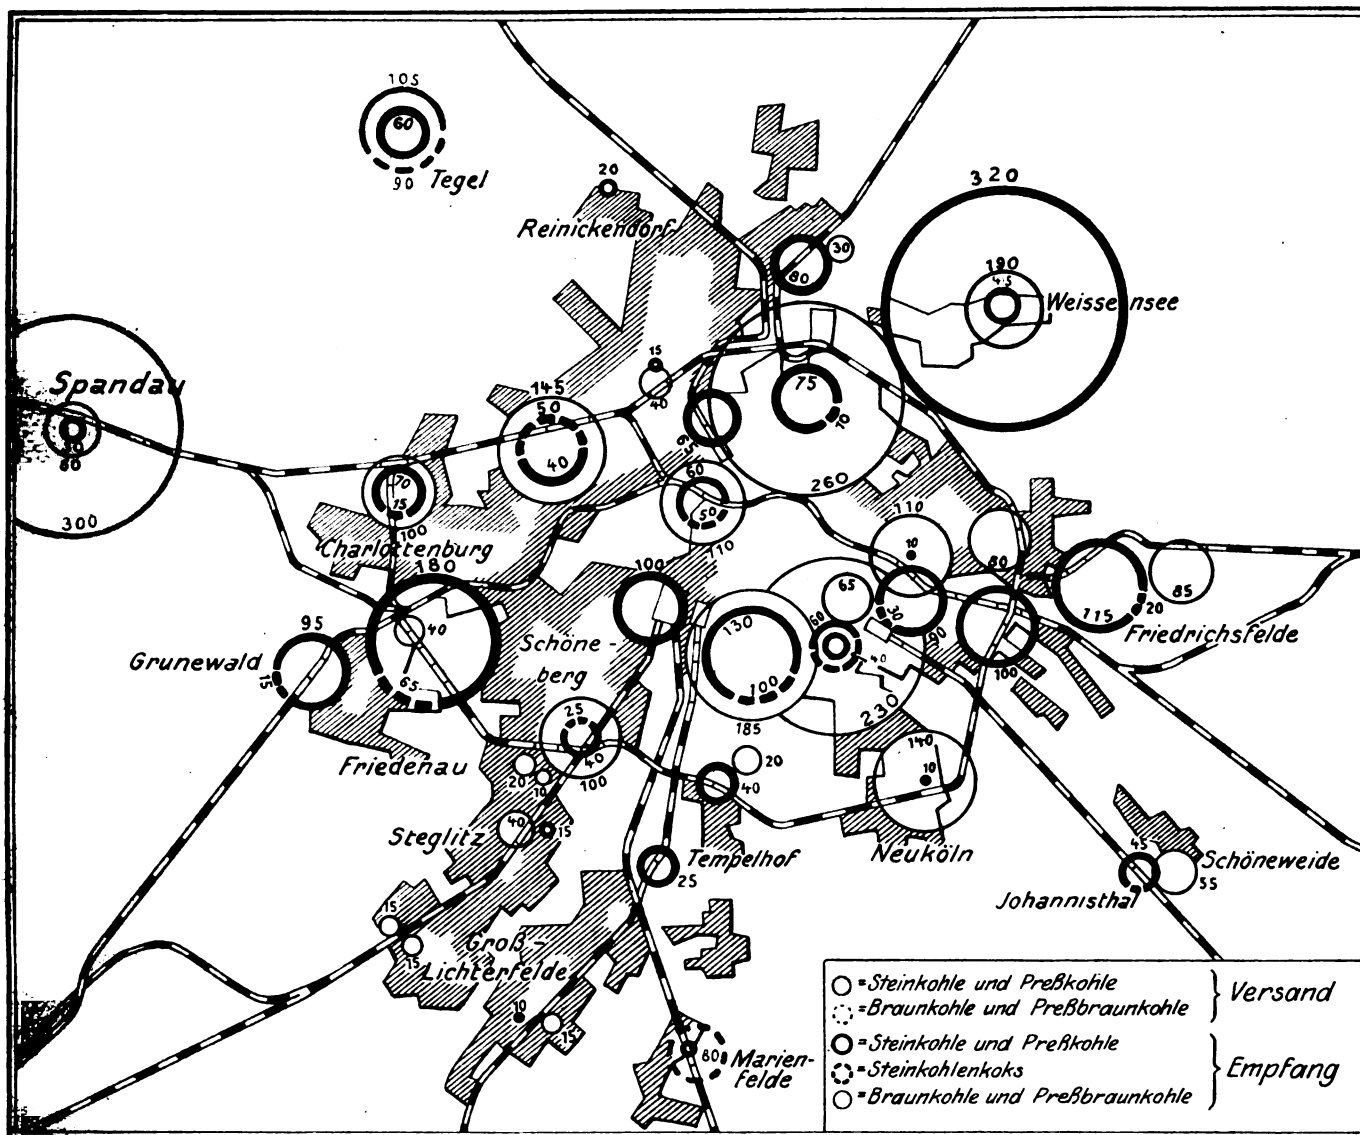 105
60
90
Tegel
20
Reinickendorf
30
80
320
190
45
Weissensee
Spandau
60
300
15
40
145
50
40
65
75
10
260
70
15
100
60
50
110
Charlottenburg
180
40
65
95
15
Grunewald
Friedenau
100
Schöne-
berg
25
40
100
130
100
185
60
40
65
230
110
10
30
90
80
100
115
20
85
Friedrichsfelde
20
10
40
15
Steglitz
20
40
Tempelhof
25
140
10
Neuköln
45
Schöneweide
55
Johannisthal
15
15
Groß-
Lichterfelde
10
15
80
Marien-
felde
=Steinkohle und Preßkohle
=Braunkohle und Preßbraunkohle
Versand
=Steinkohle und Preßkohle
=Steinkohlenkoks
=Braunkohle und Preßbraunkohle
Empfang